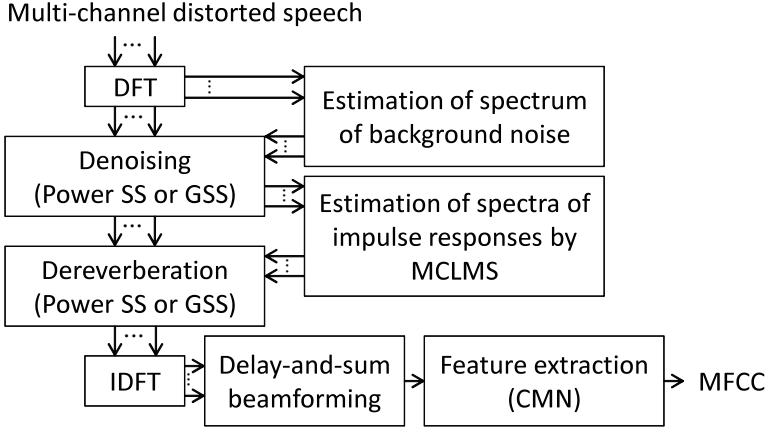 Multi-channel distorted speech
DFT
Estimation of spectrum
of background noise
Denoising
(Power SS or GSS)
Estimation of spectra of
impulse responses by
MCLMS
Dereverberation
(Power SS or GSS)
IDFT
Delay-and-sum
beamforming
Feature extraction
(CMN)
MFCC